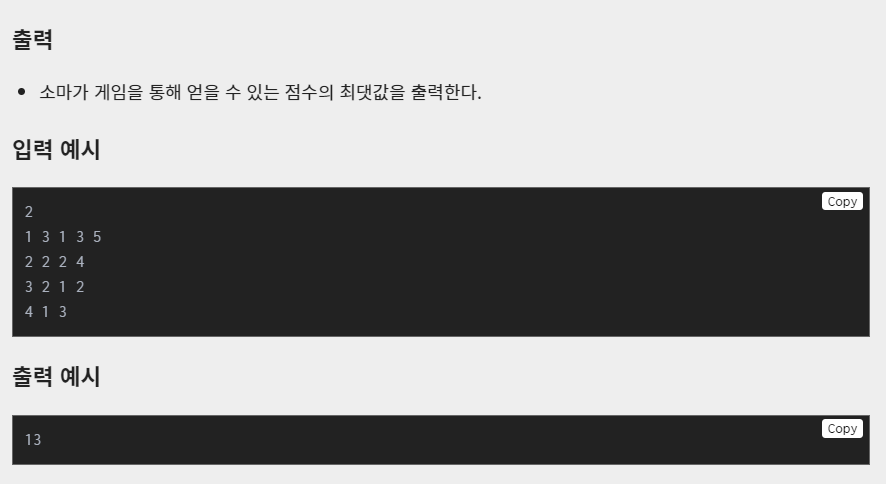 출력
소마가 게임을 통해 얻을 수 있는 점수의 최댓값을 출력한다.
입력 예시
Copy
2
1 3 1 3 5
2 2 2 4
3 2 1 2
4 1 3
출력 예시
Copy
13